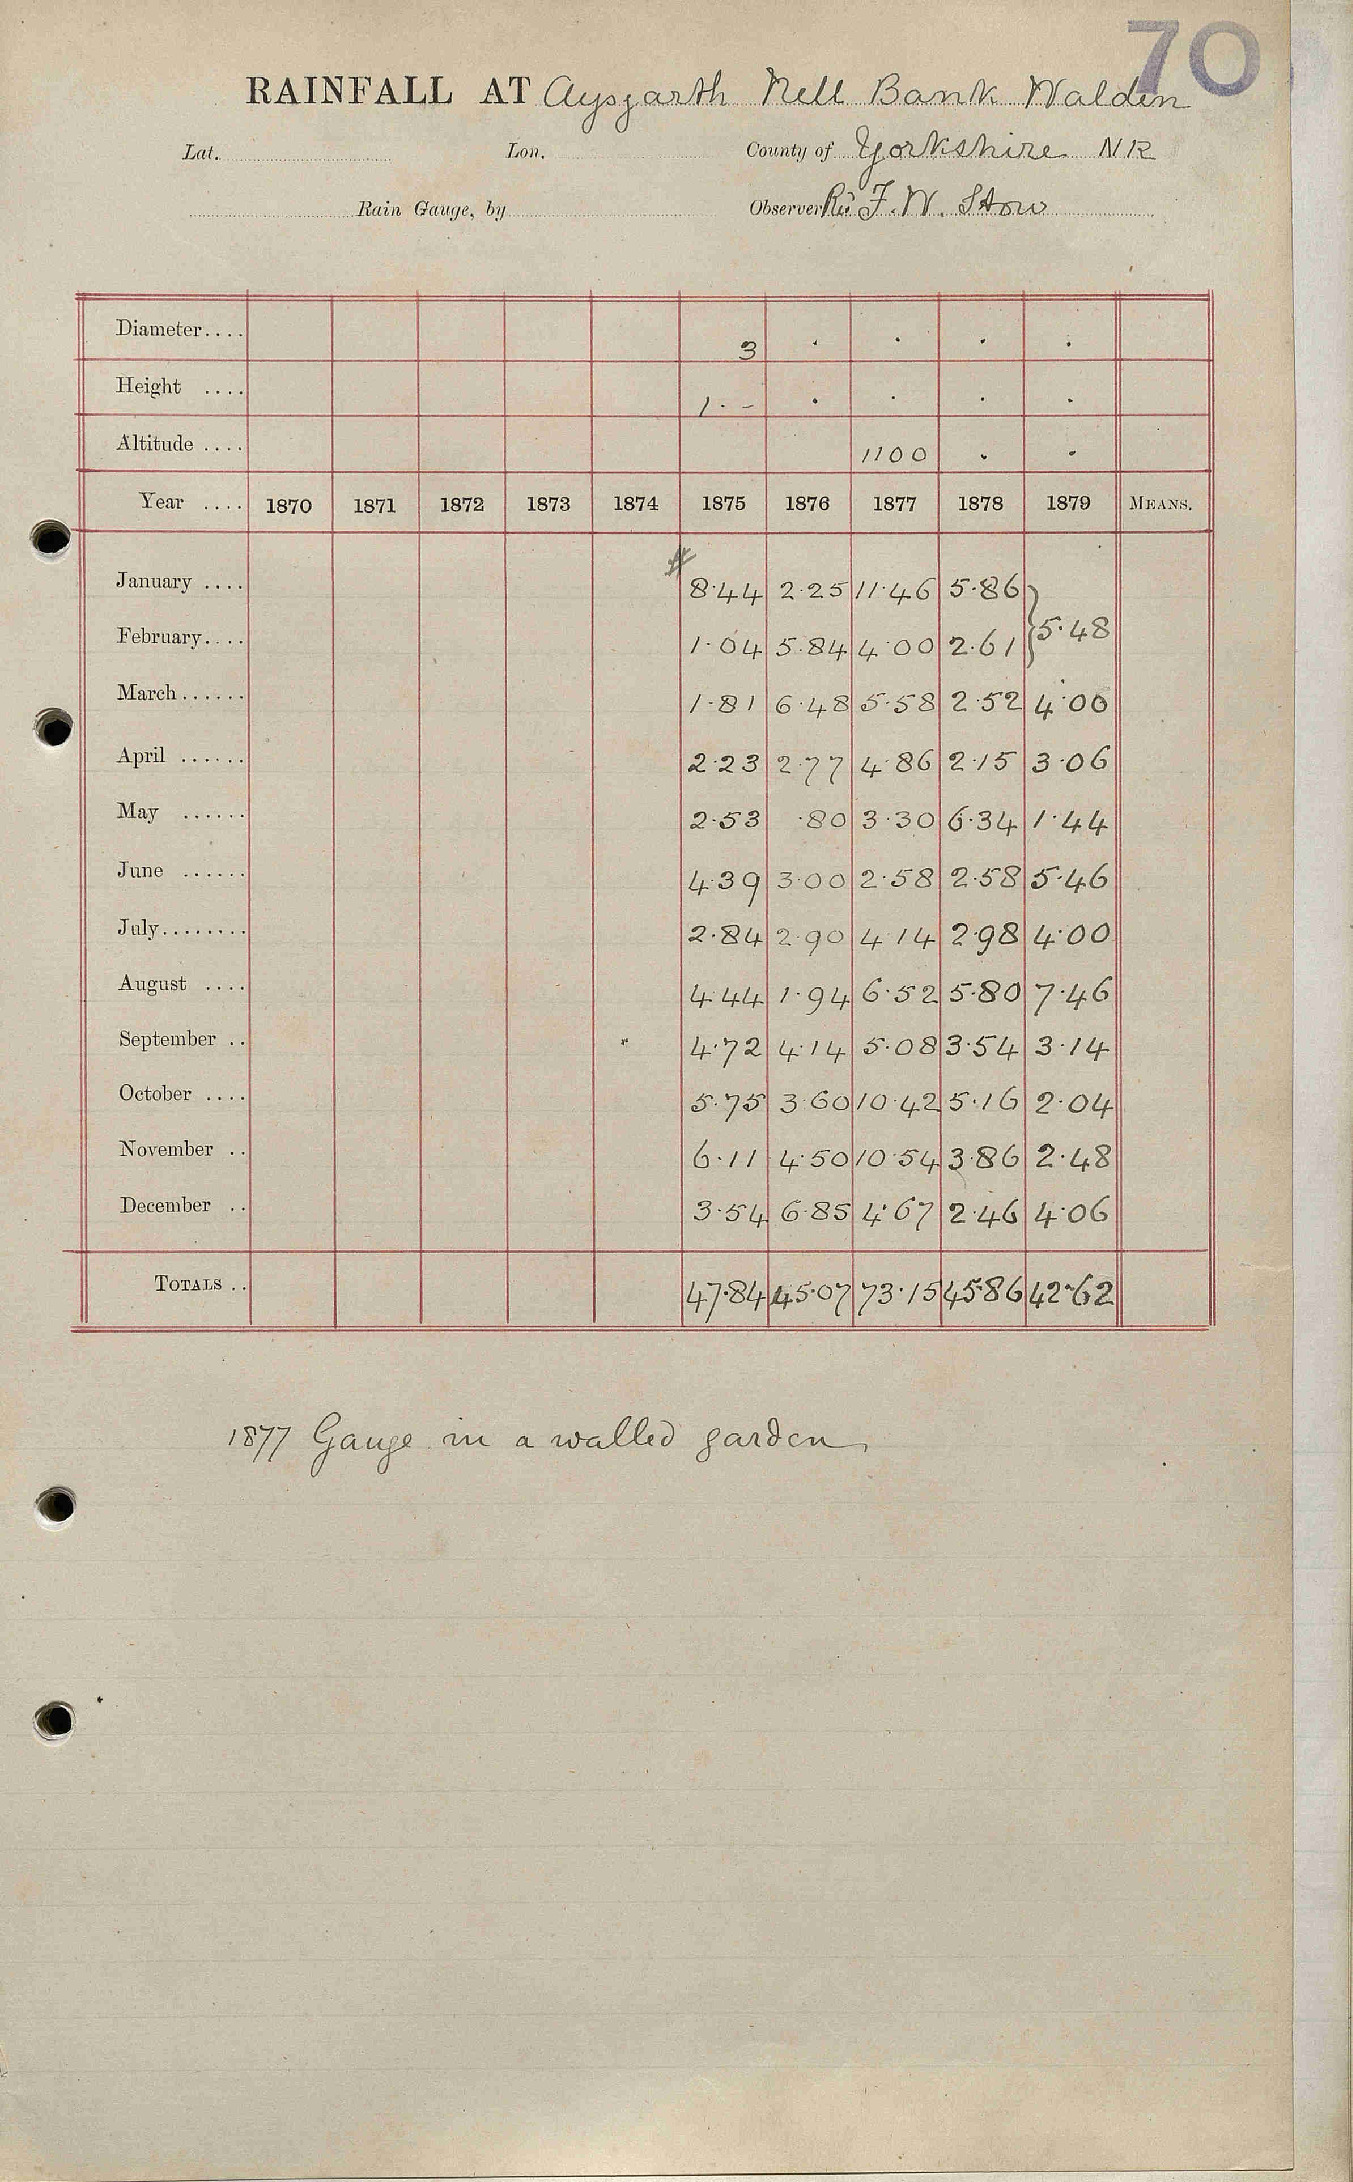 70
RAINFALL AT Aysgarth Nell Bank Walden
Lat. Lon. County of Yorkshire NR
Rain Gauge, by Observer Rev F. W. Stow
Diameter.... 3 . . . .
Height .... 1 . - . . . .
Altitude .... 1100 . .
Year .... 1870 1871 1872 1873 1874 1875 1876 1877 1878 1879 MEANS.
January .... # 8.44 2.25 11.46 5.86
February.... 1.04 5.84 4.00 2.61 } 5.48
March...... 1.81 6.48 5.58 2.52 4.00
April ...... 2.23 2.77 4.86 2.15 3.06
May ...... 2.53 .80 3.30 6.34 1.44
June ...... 4.39 3.00 2.58 2.58 5.46
July........ 2.84 2.90 4.14 2.98 4.00
August .... 4.44 1.94 6.52 5.80 7.46
September .. 4.72 4.14 5.08 3.54 3.14
October .... 5.75 3.60 10.42 5.16 2.04
November .. 6.11 4.50 10.54 3.86 2.48
December .. 3.54 6.85 4.67 2.46 4.06
TOTALS .. 47.84 45.07 73.15 45.86 42.62
1877 Gauge in a walled garden